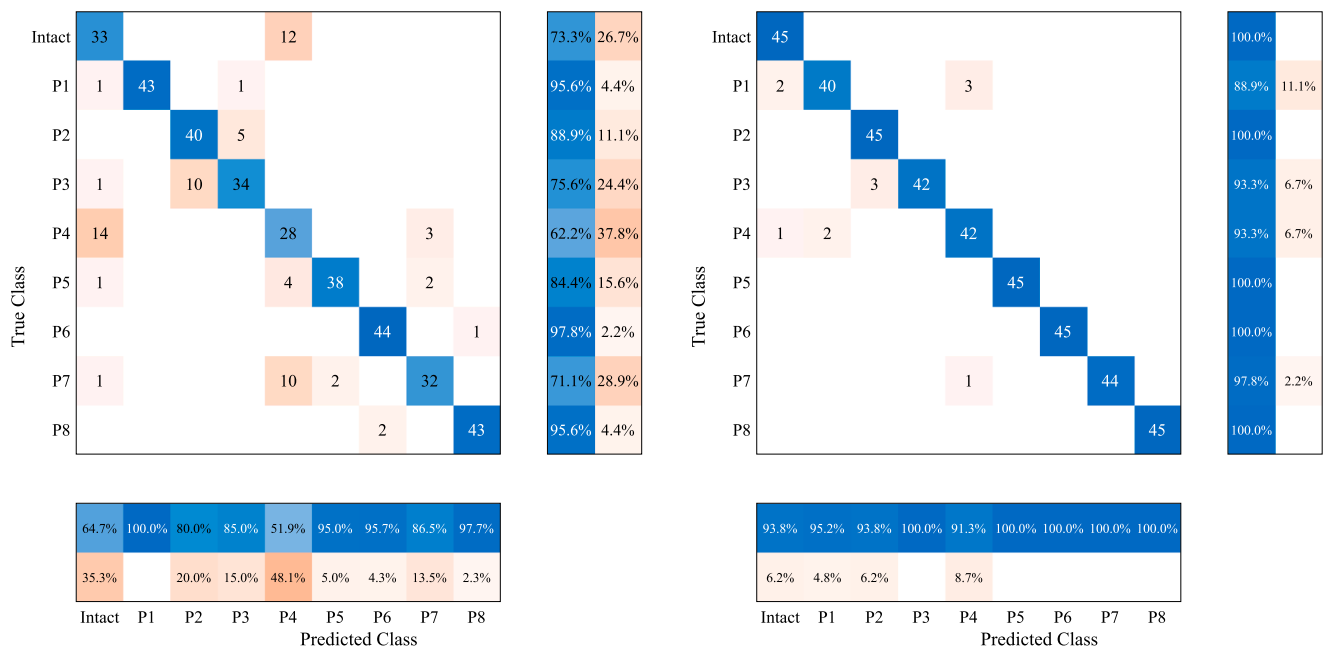 Intact 33 12 73.3% 26.7%
P1 1 43 1 95.6% 4.4%
P2 40 5 88.9% 11.1%
P3 1 10 34 75.6% 24.4%
P4 14 28 3 62.2% 37.8%
P5 1 4 38 2 84.4% 15.6%
P6 44 1 97.8% 2.2%
P7 1 10 2 32 71.1% 28.9%
P8 2 43 95.6% 4.4%
True Class
64.7% 100.0% 80.0% 85.0% 51.9% 95.0% 95.7% 86.5% 97.7%
35.3% 20.0% 15.0% 48.1% 5.0% 4.3% 13.5% 2.3%
Intact P1 P2 P3 P4 P5 P6 P7 P8
Predicted Class
Intact 45 100.0%
P1 2 40 3 88.9% 11.1%
P2 45 100.0%
P3 3 42 93.3% 6.7%
P4 1 2 42 93.3% 6.7%
P5 45 100.0%
P6 45 100.0%
P7 1 44 97.8% 2.2%
P8 45 100.0%
True Class
93.8% 95.2% 93.8% 100.0% 91.3% 100.0% 100.0% 100.0% 100.0%
6.2% 4.8% 6.2% 8.7%
Intact P1 P2 P3 P4 P5 P6 P7 P8
Predicted Class